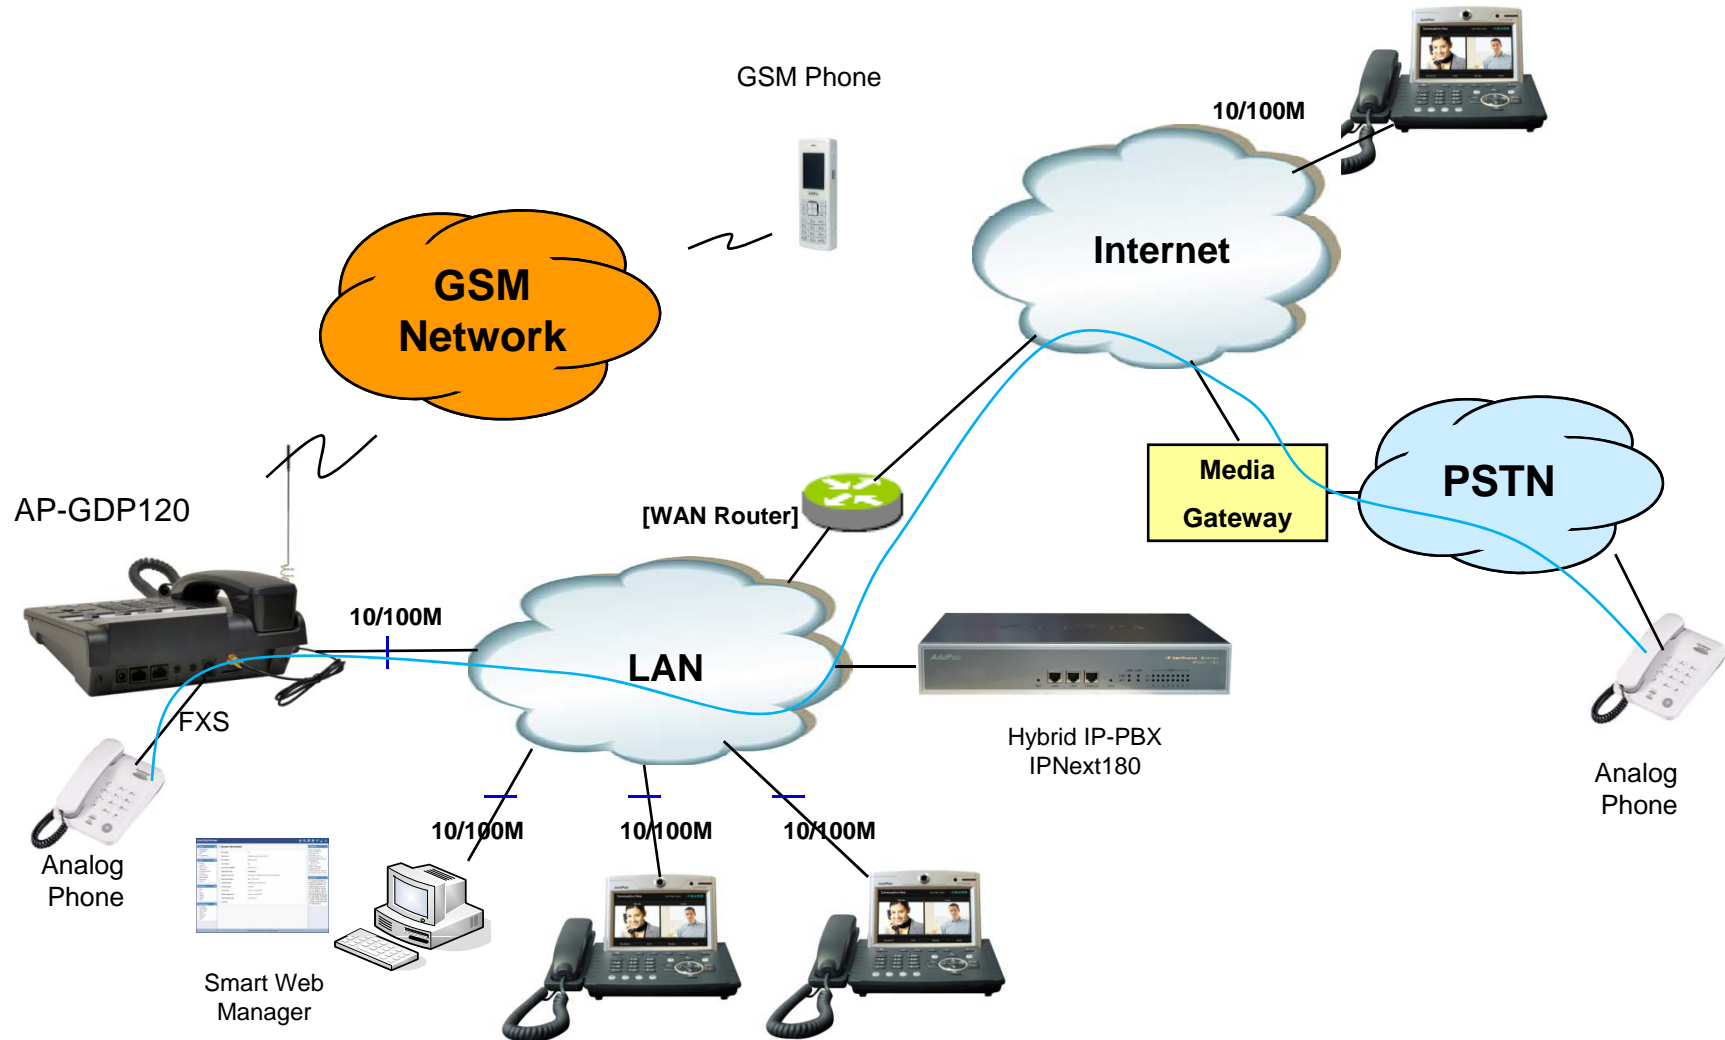 GSM Phone
10/100M
Internet
GSM
Network
Media
Gateway
PSTN
AP-GDP120
[WAN Router]
10/100M
LAN
AddPac
FXS
Hybrid IP-PBX
IPNext180
Analog
Phone
10/100M
10/100M
10/100M
Analog
Phone
Smart Web
Manager